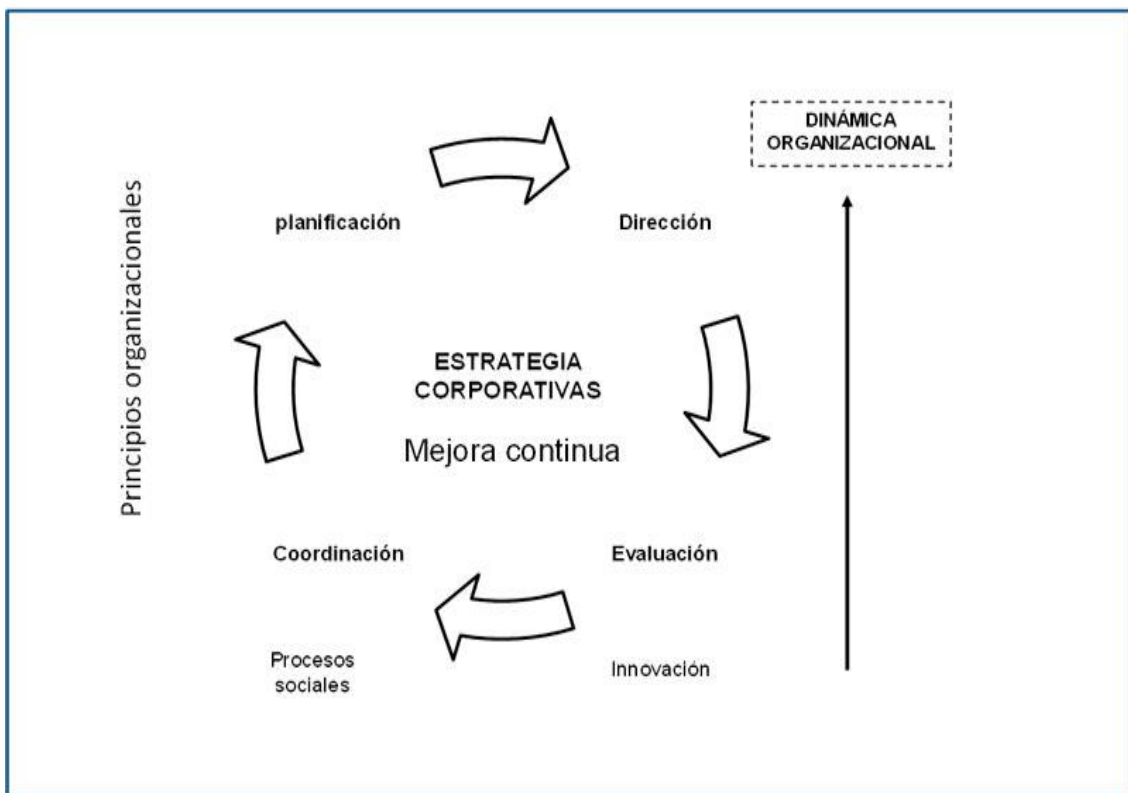 DINÁMICA
ORGANIZACIONAL
Principios organizacionales
planificación
Dirección
ESTRATEGIA
CORPORATIVAS
Mejora continua
Coordinación
Evaluación
Procesos
sociales
Innovación